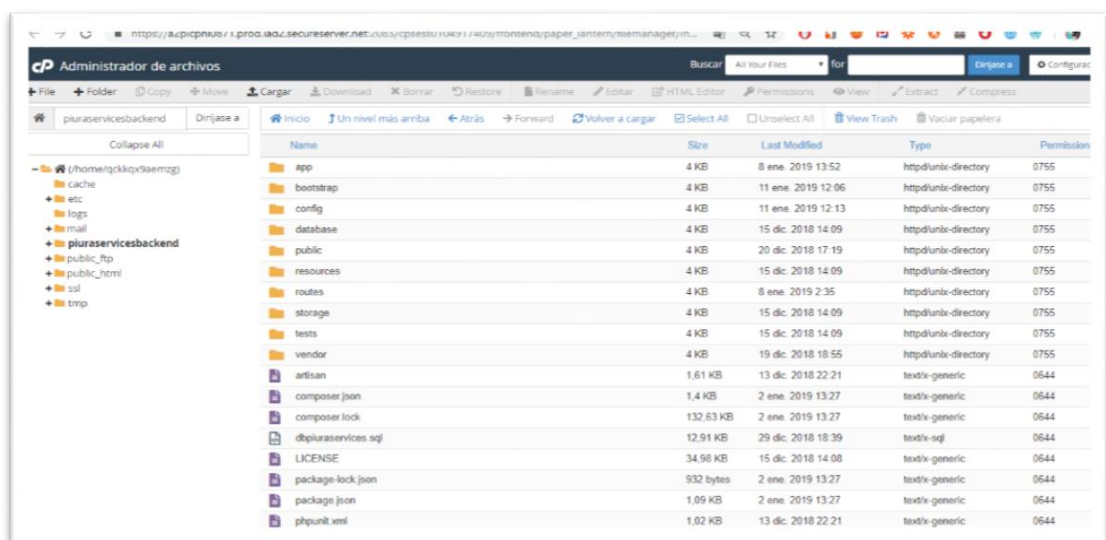 https://a2plcpnl0871.prod.iad2.secureserver.net:2083/cpsess0104917409/frontend/paper_lantern/filemanager/in...
cP Administrador de archivos Buscar All Your Files for Diríjase a Configurac
File Folder Copy Move Cargar Download Borrar Restore Rename Editar HTML Editor Permissions View Extract Compress
piuraservicesbackend Diríjase a Inicio Un nivel más arriba Atrás Forward Volver a cargar Select All Unselect All View Trash Vaciar papelera
Collapse All
(/home/qckkqx9aemzg)
cache
etc
logs
mail
piuraservicesbackend
public_ftp
public_html
ssl
tmp
Name Size Last Modified Type Permission
app 4 KB 8 ene. 2019 13:52 httpd/unix-directory 0755
bootstrap 4 KB 11 ene. 2019 12:06 httpd/unix-directory 0755
config 4 KB 11 ene. 2019 12:13 httpd/unix-directory 0755
database 4 KB 15 dic. 2018 14:09 httpd/unix-directory 0755
public 4 KB 20 dic. 2018 17:19 httpd/unix-directory 0755
resources 4 KB 15 dic. 2018 14:09 httpd/unix-directory 0755
routes 4 KB 8 ene. 2019 2:35 httpd/unix-directory 0755
storage 4 KB 15 dic. 2018 14:09 httpd/unix-directory 0755
tests 4 KB 15 dic. 2018 14:09 httpd/unix-directory 0755
vendor 4 KB 19 dic. 2018 18:55 httpd/unix-directory 0755
artisan 1,61 KB 13 dic. 2018 22:21 text/x-generic 0644
composer.json 1,4 KB 2 ene. 2019 13:27 text/x-generic 0644
composer.lock 132,63 KB 2 ene. 2019 13:27 text/x-generic 0644
dbpiuraservices.sql 12,91 KB 29 dic. 2018 18:39 text/x-sql 0644
LICENSE 34,98 KB 15 dic. 2018 14:08 text/x-generic 0644
package-lock.json 932 bytes 2 ene. 2019 13:27 text/x-generic 0644
package.json 1,09 KB 2 ene. 2019 13:27 text/x-generic 0644
phpunit.xml 1,02 KB 13 dic. 2018 22:21 text/x-generic 0644